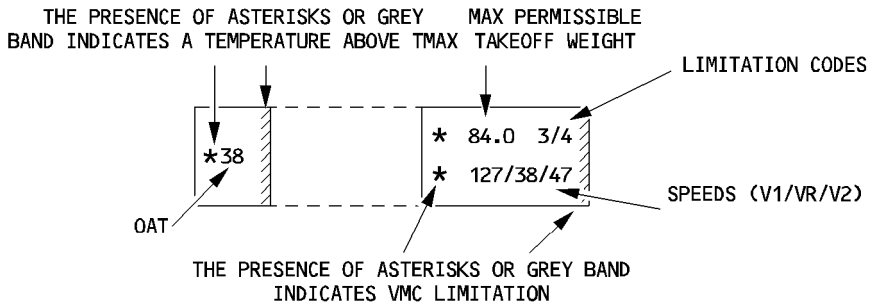 THE PRESENCE OF ASTERISKS OR GREY
BAND INDICATES A TEMPERATURE ABOVE TMAX
MAX PERMISSIBLE
TAKEOFF WEIGHT
LIMITATION CODES
* 84.0 3/4
*38
* 127/38/47
SPEEDS (V1/VR/V2)
OAT
THE PRESENCE OF ASTERISKS OR GREY BAND
INDICATES VMC LIMITATION